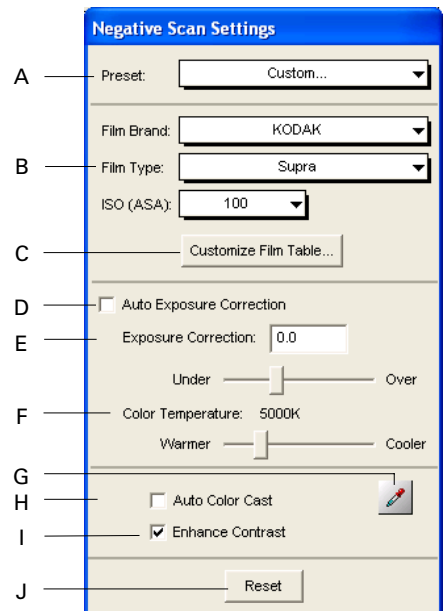 Negative Scan Settings
A Preset: Custom...
Film Brand: KODAK
B Film Type: Supra
ISO (ASA): 100
C Customize Film Table...
D Auto Exposure Correction
E Exposure Correction: 0.0
Under Over
F Color Temperature: 5000K
Warmer Cooler
G
H Auto Color Cast
I Enhance Contrast
J Reset